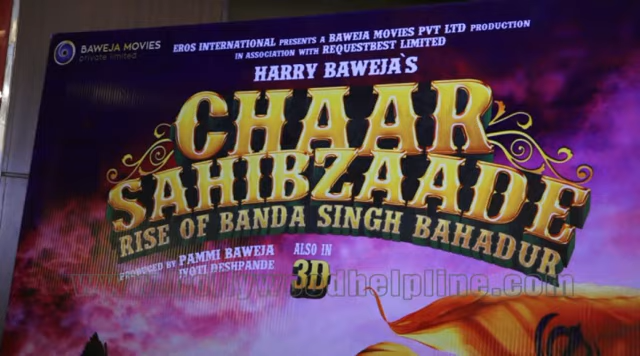 BAWEJA MOVIES
private limited
EROS INTERNATIONAL PRESENTS A BAWEJA MOVIES PVT LTD PRODUCTION
IN ASSOCIATION WITH REQUESTBEST LIMITED
HARRY BAWEJA`S
CHAAR
SAHIBZAADE
RISE OF BANDA SINGH BAHADUR
PRODUCED BY PAMMI BAWEJA
JYOTI DESHPANDE
ALSO IN
3D